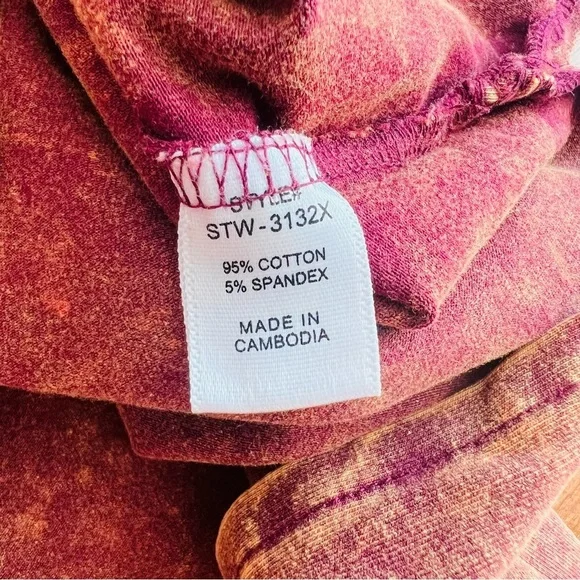 STYLE#
STW-3132X
95% COTTON
5% SPANDEX
MADE IN
CAMBODIA